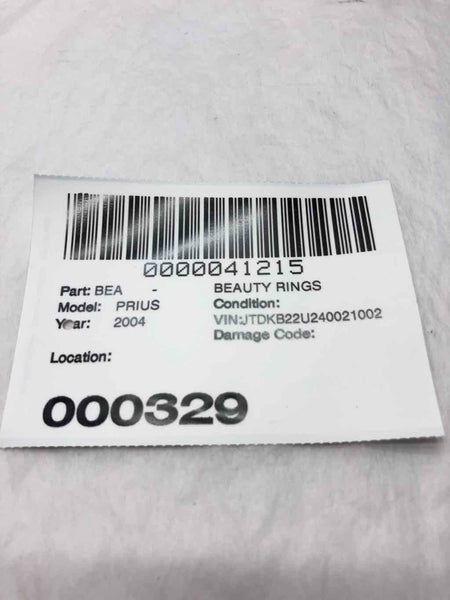 0000041215
Part: BEA - BEAUTY RINGS
Model: PRIUS Condition:
Year: 2004 VIN:JTDKB22U240021002
Damage Code:
Location:
000329